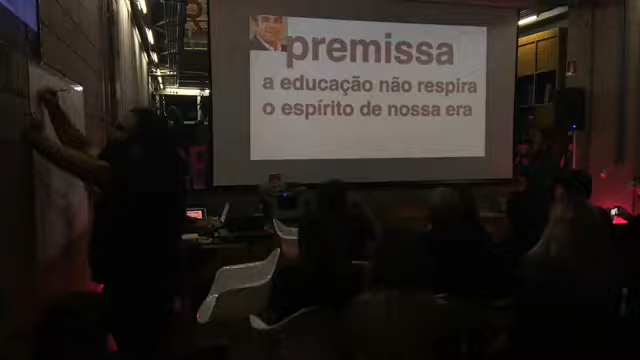 premissa
a educação não respira
o espírito de nossa era